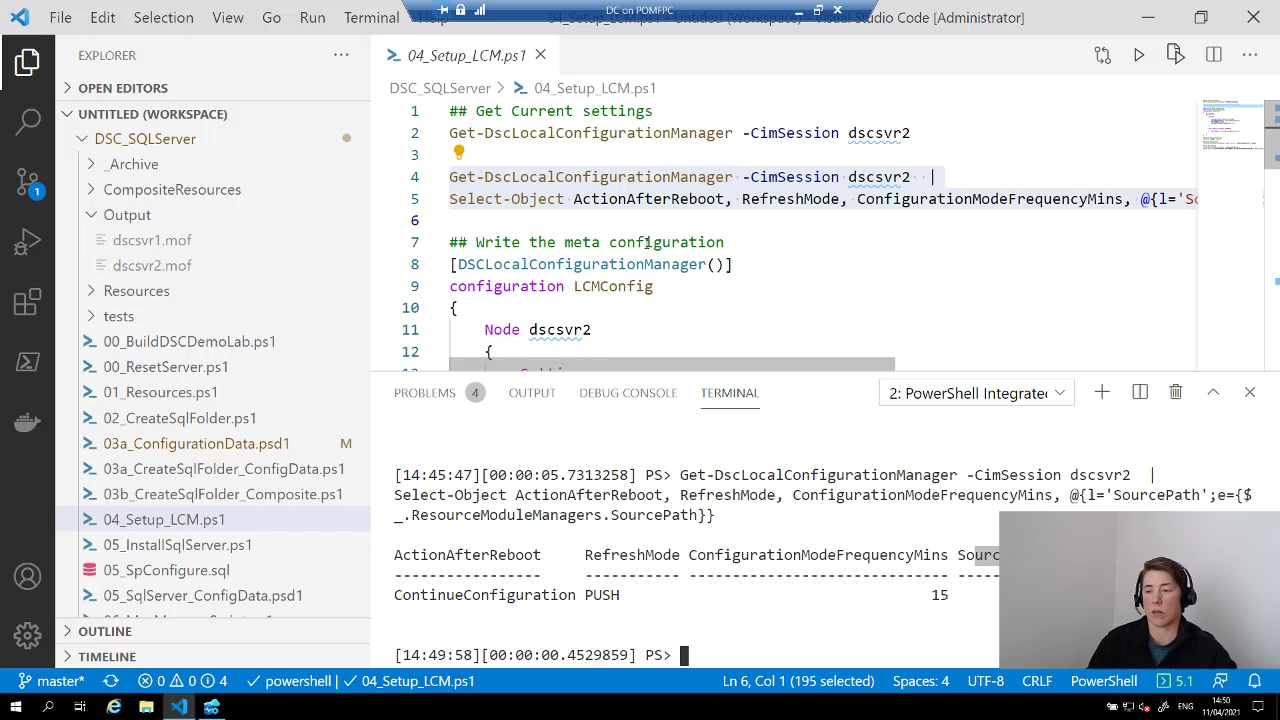 DC on POMFPC
File Edit Selection View Go Run Terminal Help
04_Setup_LCM.ps1 - Untitled (Workspace) - Visual Studio Code [Administrator]
EXPLORER
OPEN EDITORS
UNTITLED (WORKSPACE)
DSC_SQLServer
_Archive
CompositeResources
Output
dscsvr1.mof
dscsvr2.mof
Resources
tests
00_BuildDSCDemoLab.ps1
00_ResetServer.ps1
01_Resources.ps1
02_CreateSqlFolder.ps1
03a_ConfigurationData.psd1 M
03a_CreateSqlFolder_ConfigData.ps1
03b_CreateSqlFolder_Composite.ps1
04_Setup_LCM.ps1
05_InstallSqlServer.ps1
05_SpConfigure.sql
05_SqlServer_ConfigData.psd1
OUTLINE
TIMELINE
1
04_Setup_LCM.ps1
DSC_SQLServer > 04_Setup_LCM.ps1
1 ## Get Current settings
2 Get-DscLocalConfigurationManager -CimSession dscsvr2
3
4 Get-DscLocalConfigurationManager -CimSession dscsvr2 |
5 Select-Object ActionAfterReboot, RefreshMode, ConfigurationModeFrequencyMins, @{l='So
6
7 ## Write the meta configuration
8 [DSCLocalConfigurationManager()]
9 configuration LCMConfig
10 {
11 Node dscsvr2
12 {
PROBLEMS 4 OUTPUT DEBUG CONSOLE TERMINAL 2: PowerShell Integrate
[14:45:47][00:00:05.7313258] PS> Get-DscLocalConfigurationManager -CimSession dscsvr2 |
Select-Object ActionAfterReboot, RefreshMode, ConfigurationModeFrequencyMins, @{l='SourcePath';e={$
_.ResourceModuleManagers.SourcePath}}
ActionAfterReboot RefreshMode ConfigurationModeFrequencyMins Sourc
----------------- ----------- ------------------------------ -----
ContinueConfiguration PUSH 15
[14:49:58][00:00:00.4529859] PS>
master* 0 0 4 powershell | 04_Setup_LCM.ps1 Ln 6, Col 1 (195 selected) Spaces: 4 UTF-8 CRLF PowerShell 5.1
ENG 14:50
11/04/2021